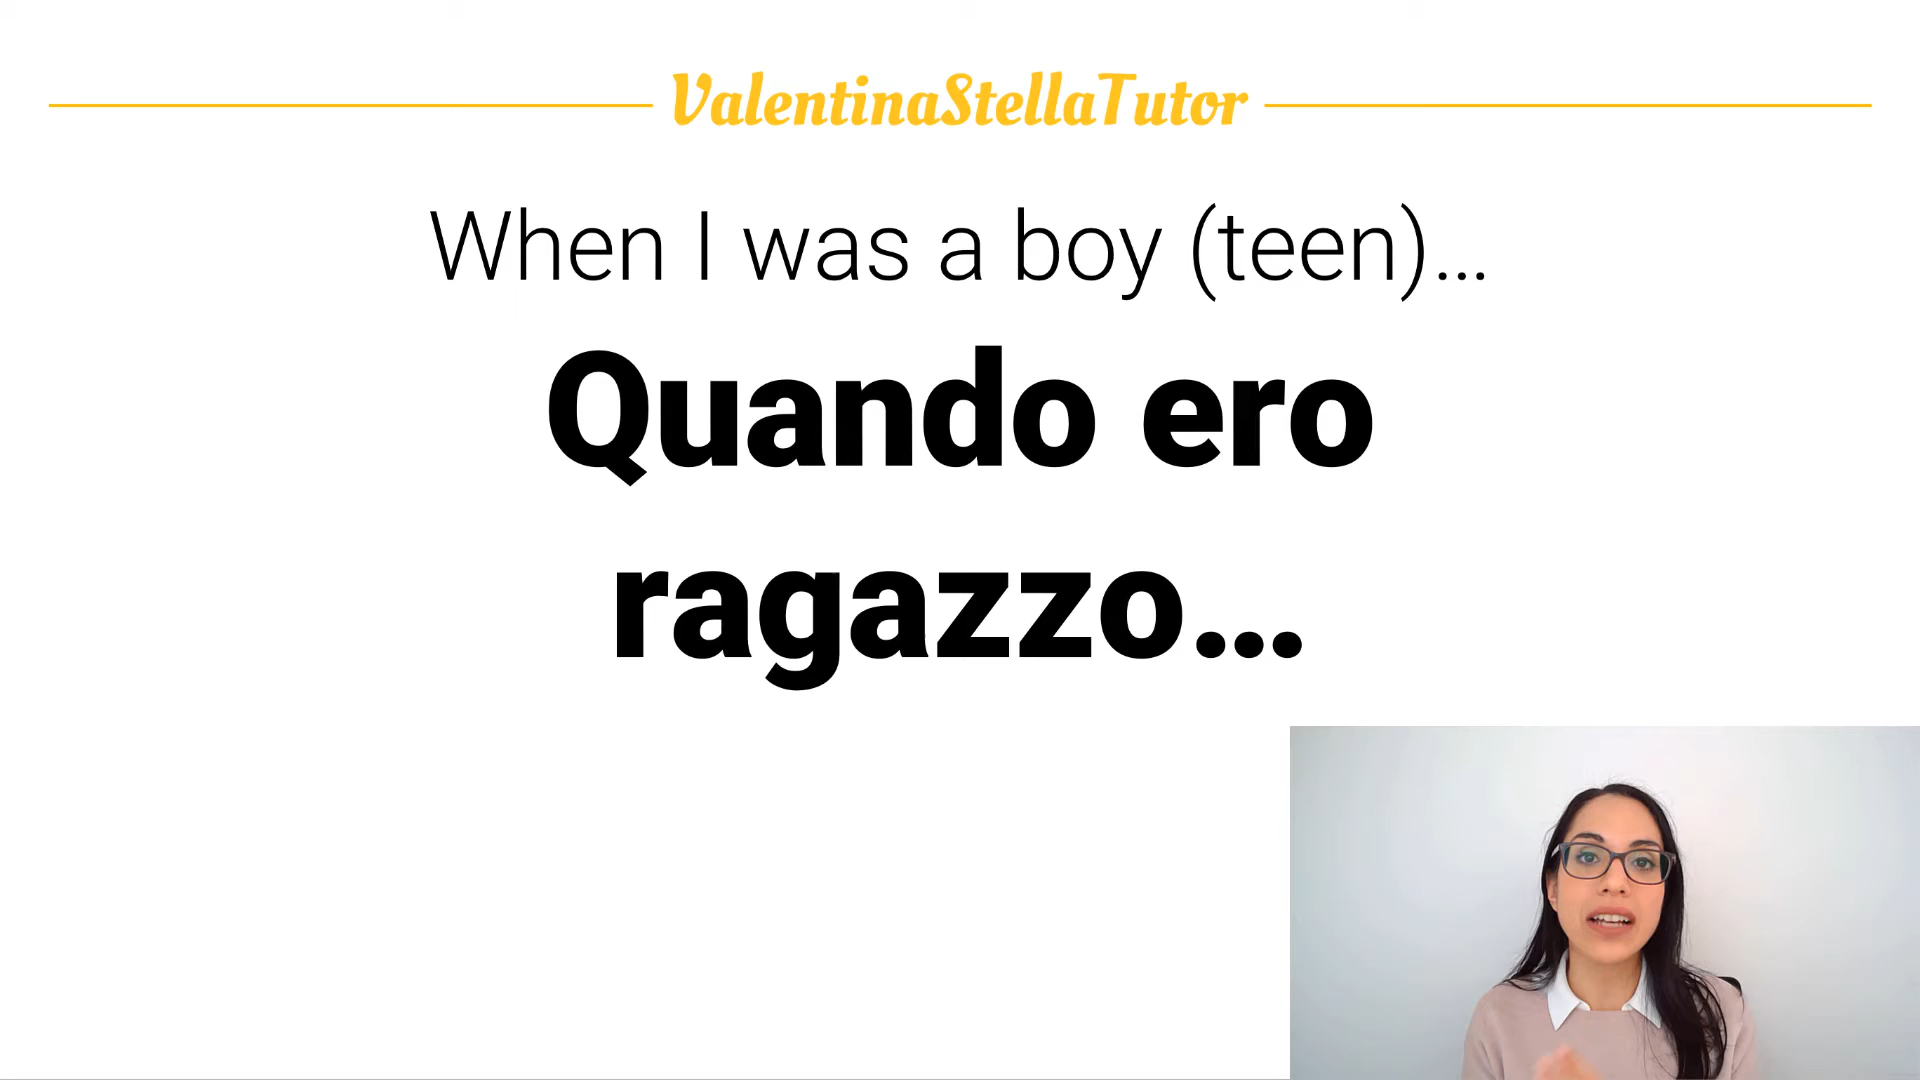 ValentinaStellaTutor
When I was a boy (teen)...
Quando ero
ragazzo...